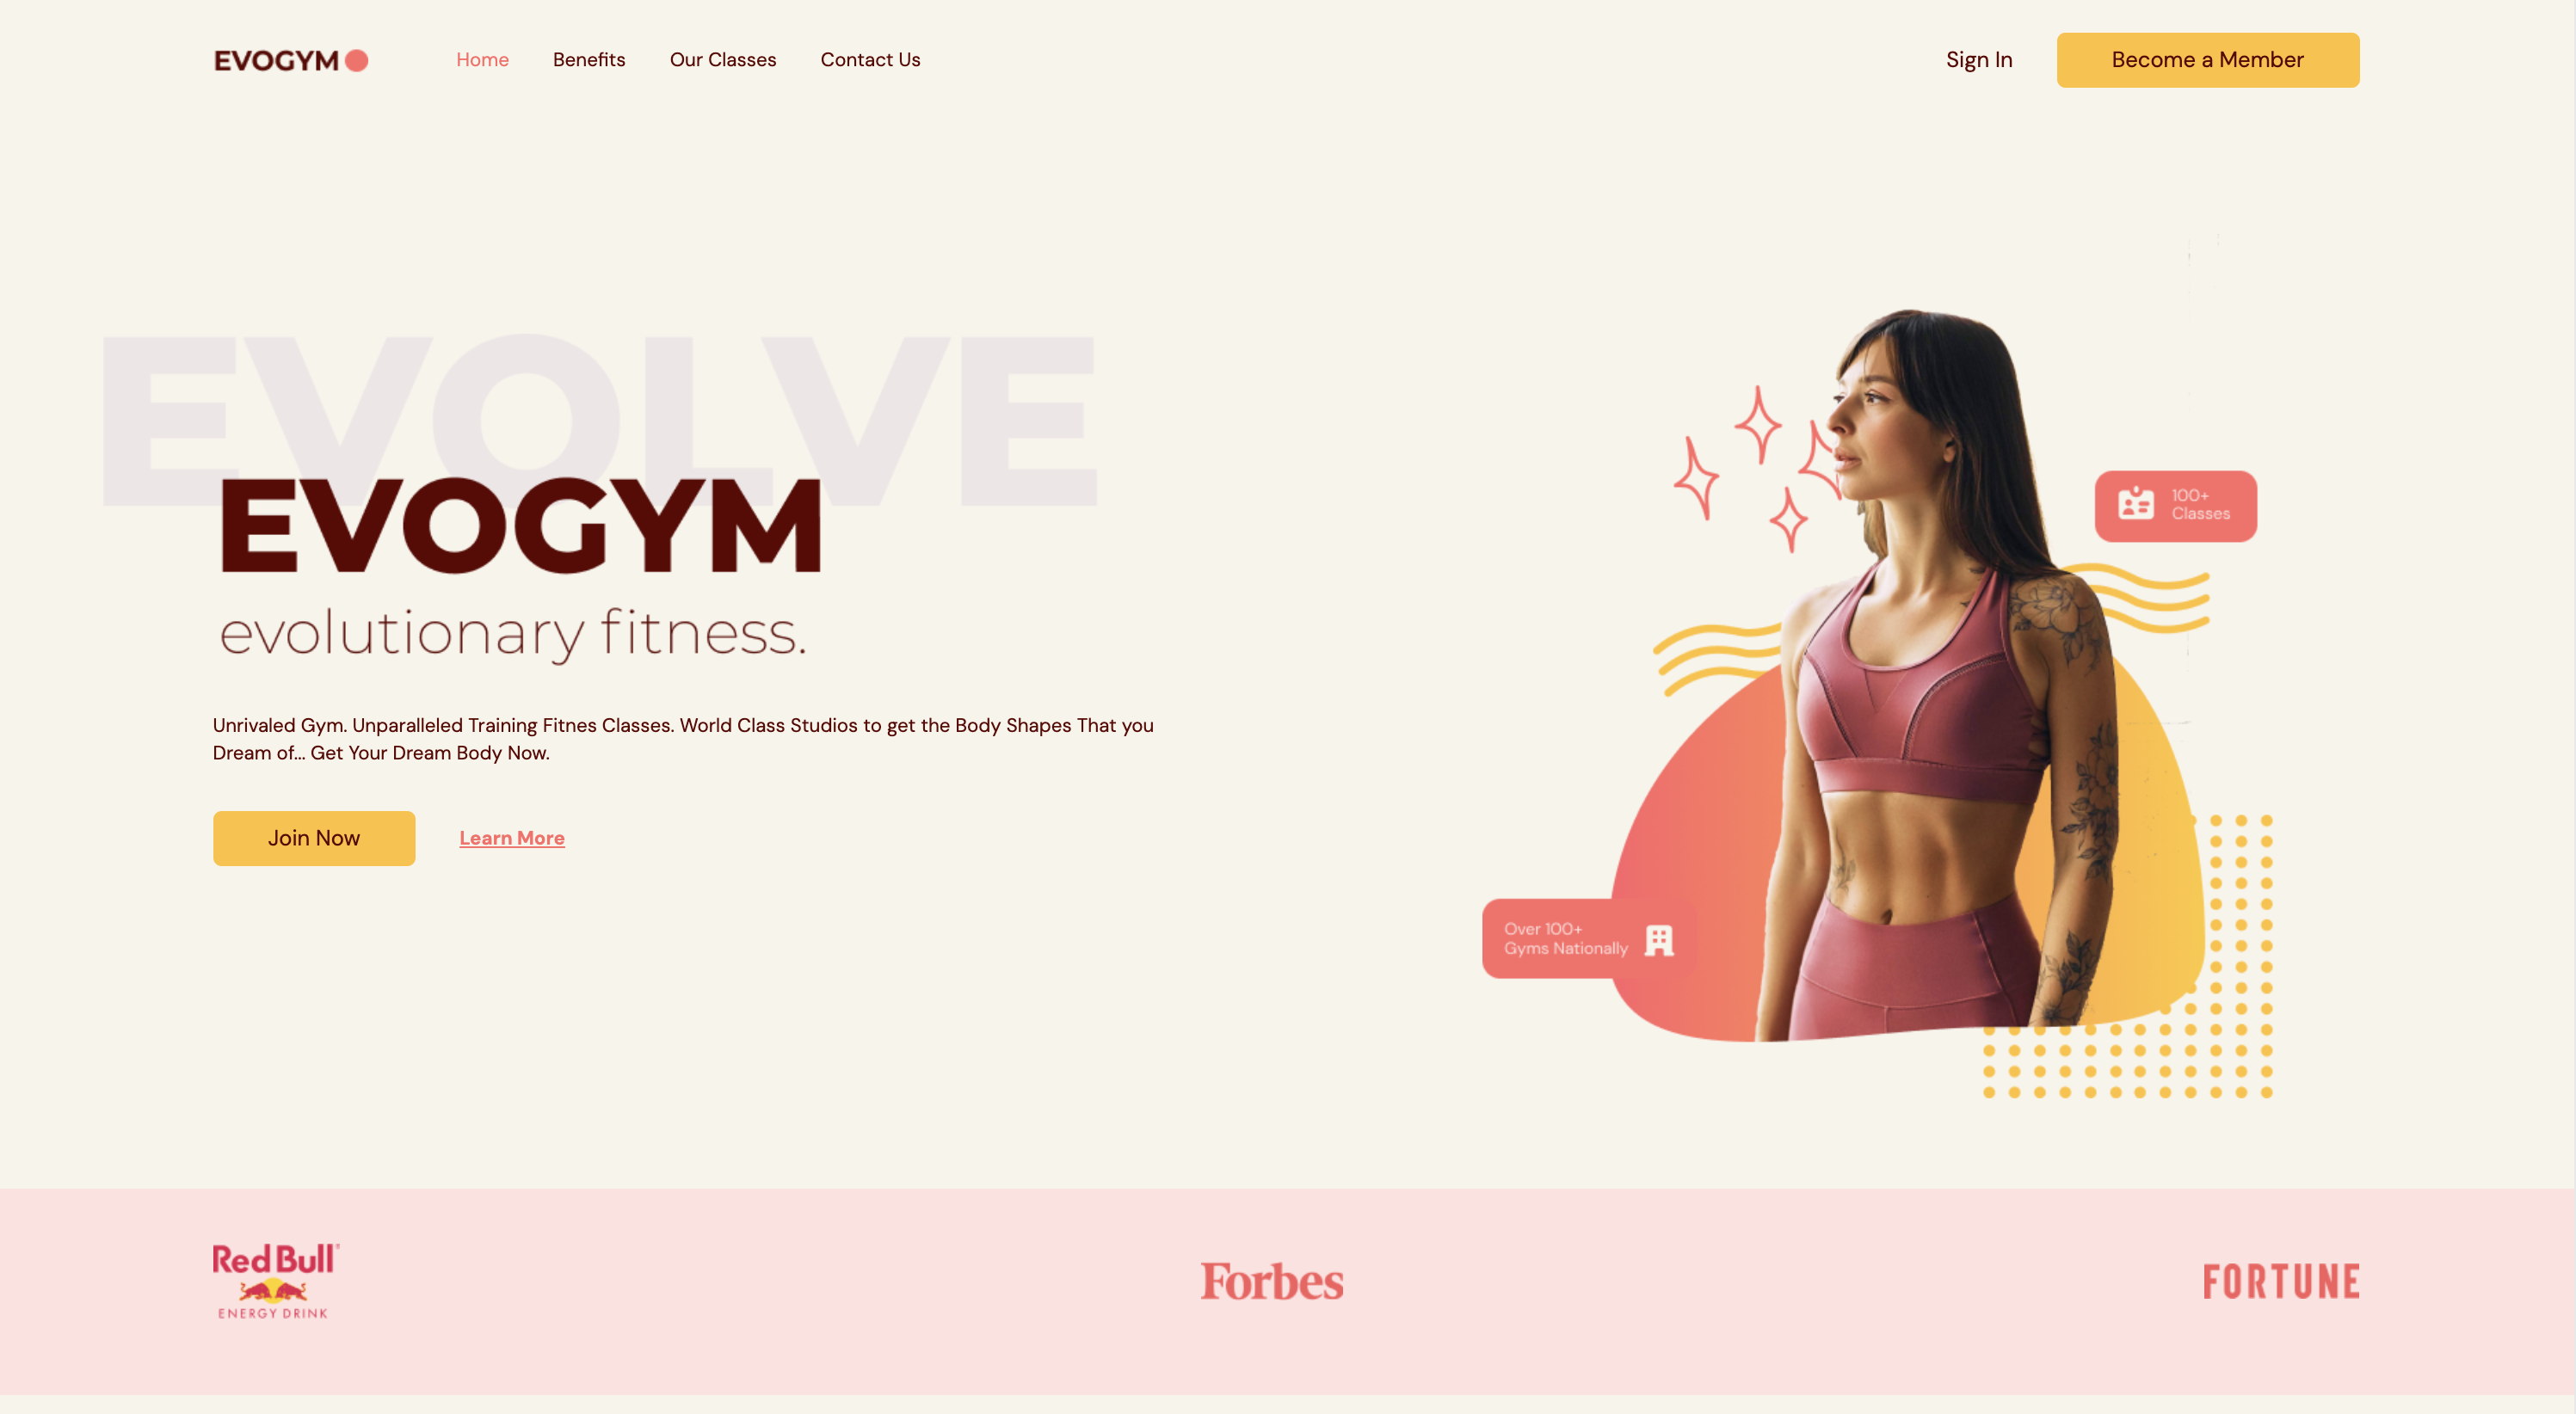 EVOGYM
Home
Benefits
Our Classes
Contact Us
Sign In
Become a Member
EVOLVE
EVOGYM
evolutionary fitness.
Unrivaled Gym. Unparalleled Training Fitnes Classes. World Class Studios to get the Body Shapes That you
Dream of... Get Your Dream Body Now.
Join Now
Learn More
100+
Classes
Over 100+
Gyms Nationally
Red Bull
ENERGY DRINK
Forbes
FORTUNE